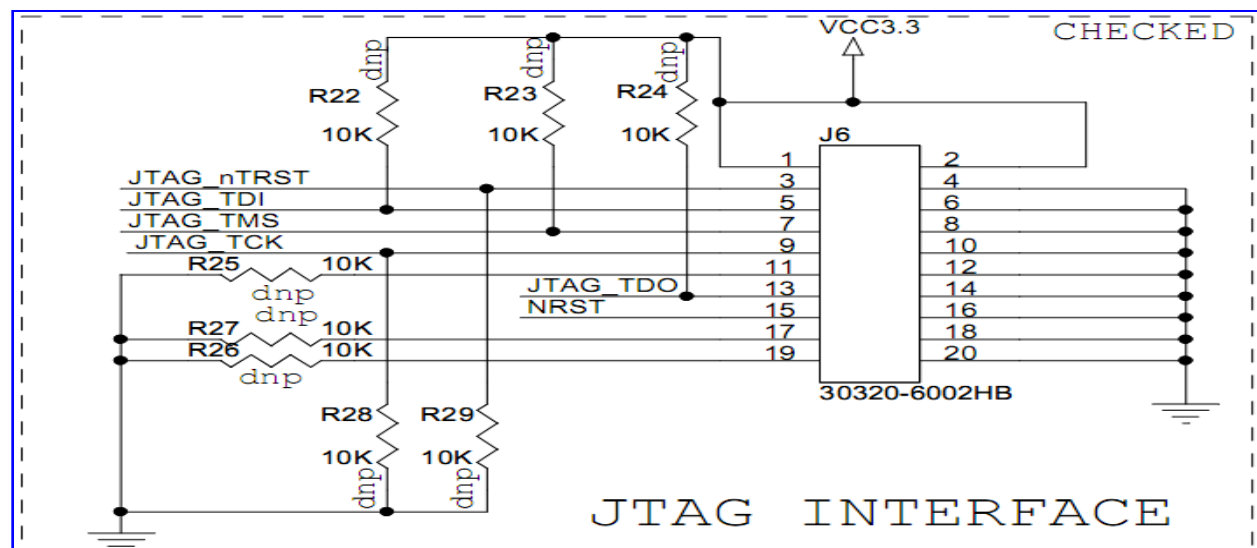 VCC3.3 CHECKED
dnp dnp dnp
R22 R23 R24
10K 10K 10K J6
1 2
JTAG_nTRST 3 4
JTAG_TDI 5 6
JTAG_TMS 7 8
JTAG_TCK 9 10
R25 10K 11 12
dnp JTAG_TDO 13 14
dnp NRST 15 16
R27 10K 17 18
R26 10K 19 20
dnp
30320-6002HB
R28 R29
10K 10K
dnp dnp
JTAG INTERFACE